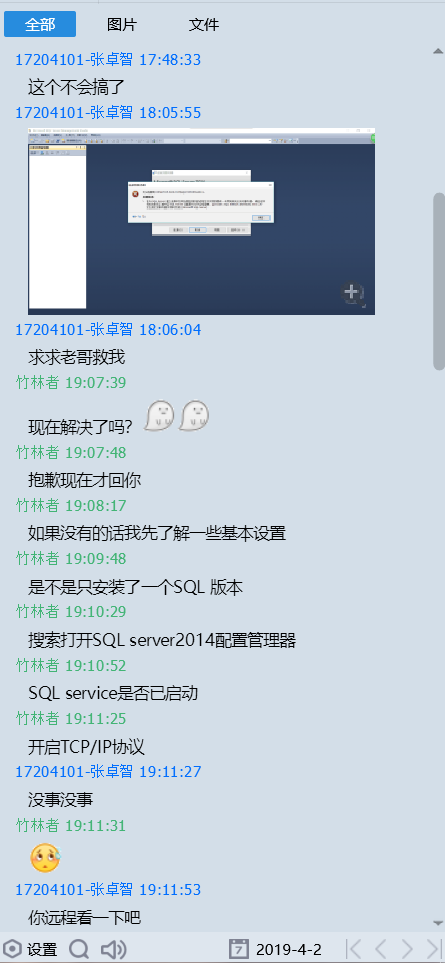 全部
图片
文件
17204101-张卓智 17:48:33
这个不会搞了
17204101-张卓智 18:05:55
17204101-张卓智 18:06:04
求求老哥救我
竹林者 19:07:39
现在解决了吗?
竹林者 19:07:48
抱歉现在才回你
竹林者 19:08:17
如果没有的话我先了解一些基本设置
竹林者 19:09:48
是不是只安装了一个SQL 版本
竹林者 19:10:29
搜索打开SQL server2014配置管理器
竹林者 19:10:52
SQL service是否已启动
竹林者 19:11:25
开启TCP/IP协议
17204101-张卓智 19:11:27
没事没事
竹林者 19:11:31
17204101-张卓智 19:11:53
你远程看一下吧
设置
7
2019-4-2